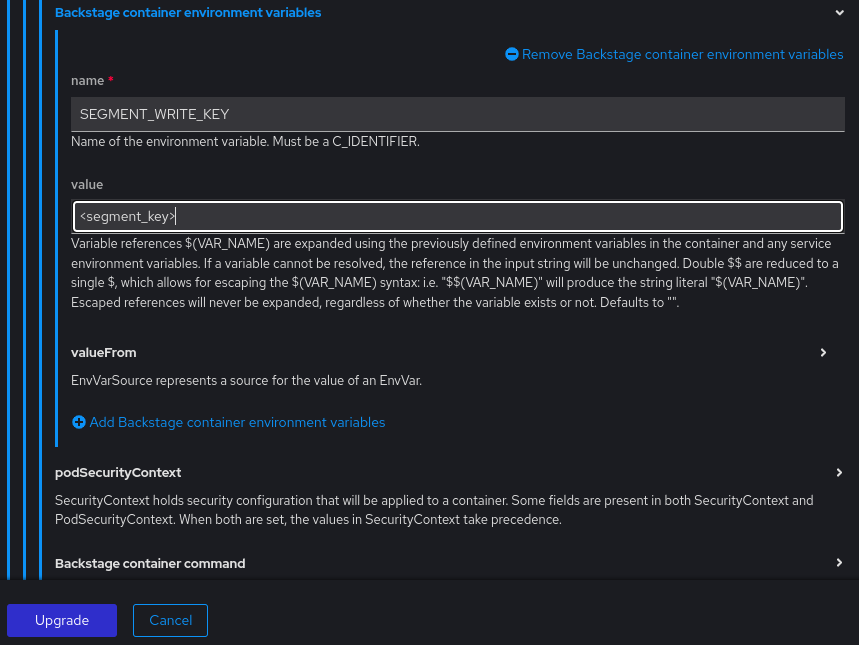 Backstage container environment variables
Remove Backstage container environment variables
name *
SEGMENT_WRITE_KEY
Name of the environment variable. Must be a C_IDENTIFIER.
value
<segment_key>
Variable references $(VAR_NAME) are expanded using the previously defined environment variables in the container and any service
environment variables. If a variable cannot be resolved, the reference in the input string will be unchanged. Double $$ are reduced to a
single $, which allows for escaping the $(VAR_NAME) syntax: i.e. "$$(VAR_NAME)" will produce the string literal "$(VAR_NAME)".
Escaped references will never be expanded, regardless of whether the variable exists or not. Defaults to "".
valueFrom
EnvVarSource represents a source for the value of an EnvVar.
Add Backstage container environment variables
podSecurityContext
SecurityContext holds security configuration that will be applied to a container. Some fields are present in both SecurityContext and
PodSecurityContext. When both are set, the values in SecurityContext take precedence.
Backstage container command
Upgrade
Cancel